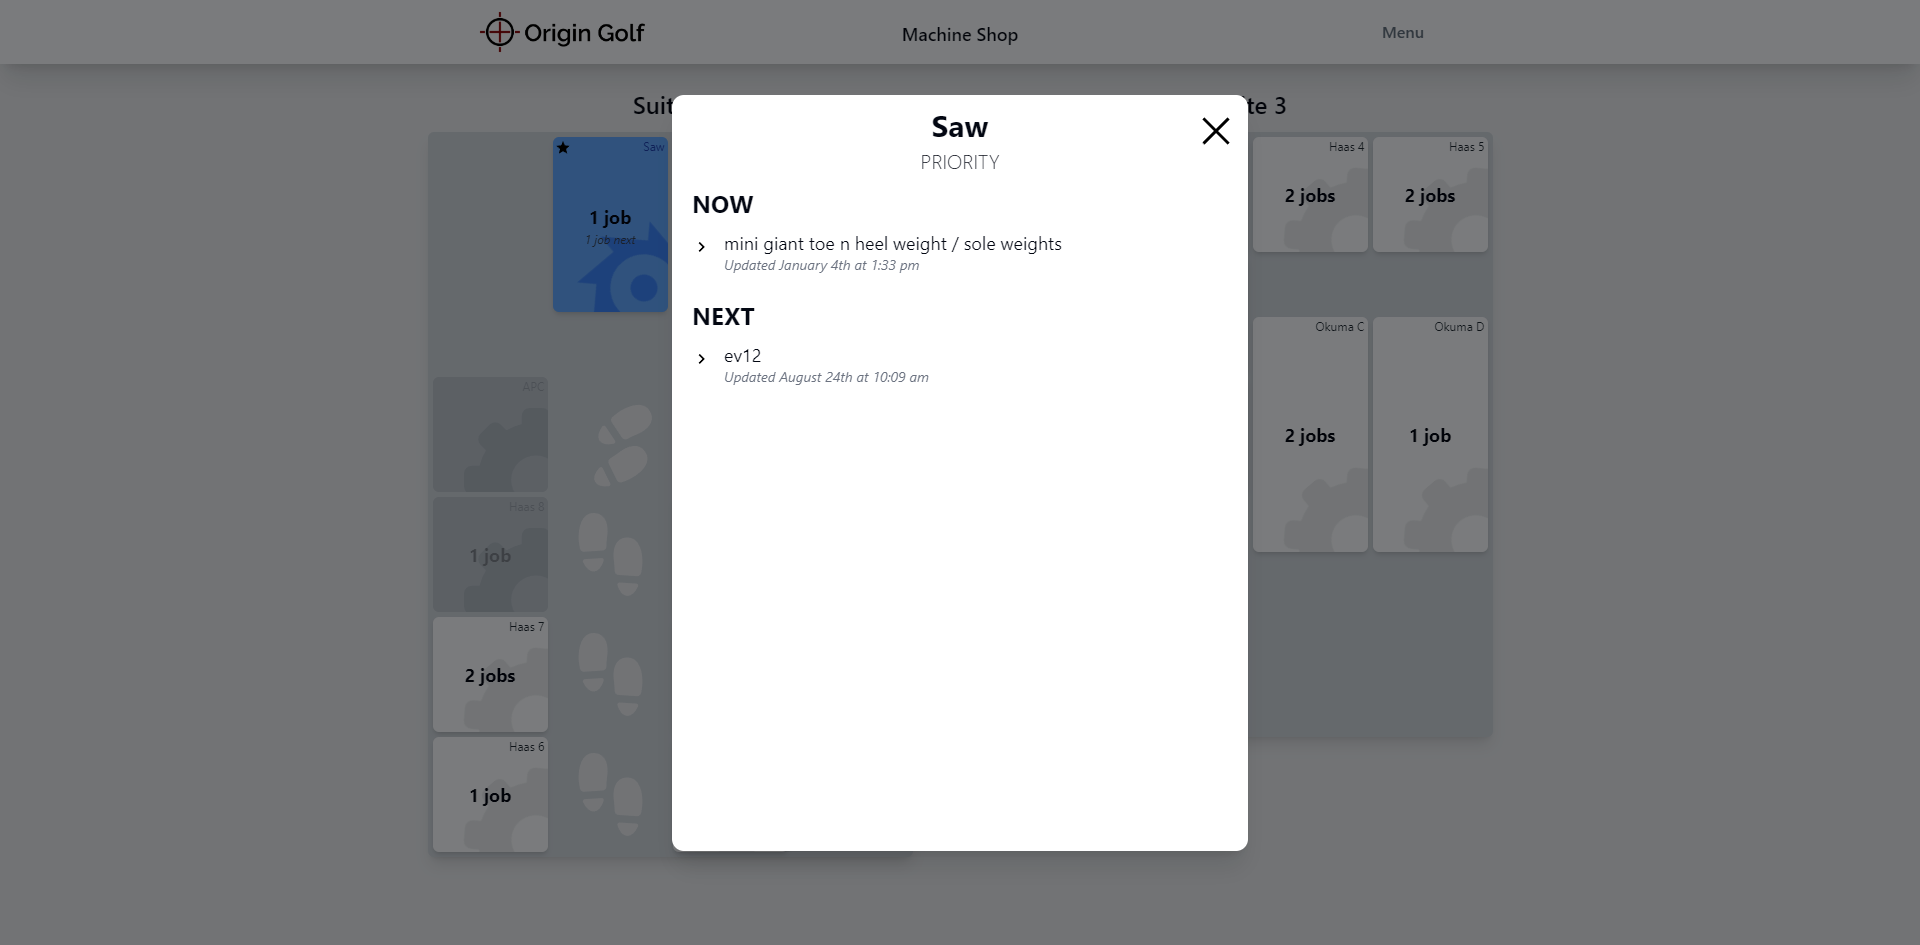 Origin Golf
Machine Shop
Menu
Suit
te 3
Saw
PRIORITY
NOW
mini giant toe n heel weight / sole weights
Updated January 4th at 1:33 pm
NEXT
ev12
Updated August 24th at 10:09 am
Saw
1 job
1 job next
APC
Haas 8
1 job
Haas 7
2 jobs
Haas 6
1 job
Haas 4
2 jobs
Haas 5
2 jobs
Okuma C
2 jobs
Okuma D
1 job